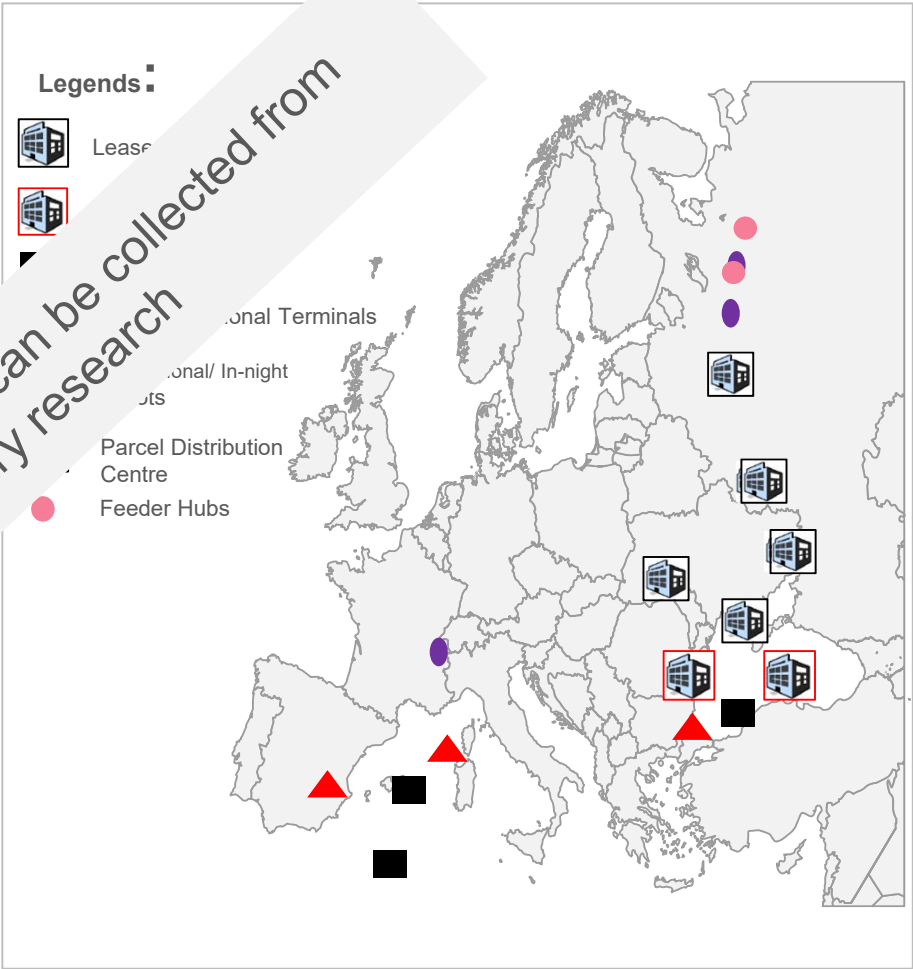 Legends:
Lease
can be collected from
research
onal Terminals
onal/ In-night
ots
Parcel Distribution
Centre
Feeder Hubs